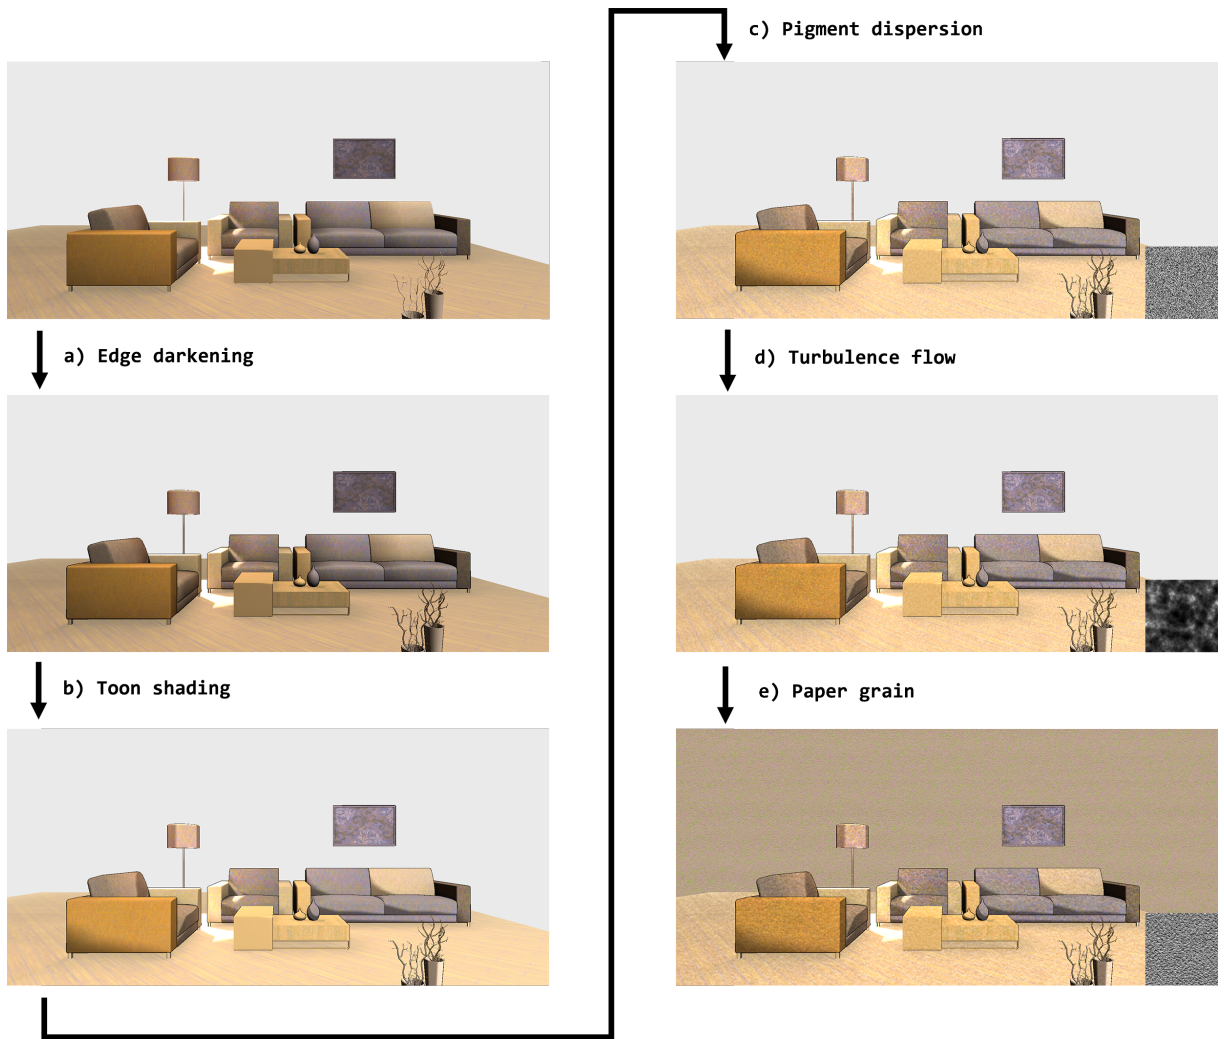 a) Edge darkening
b) Toon shading
c) Pigment dispersion
d) Turbulence flow
e) Paper grain